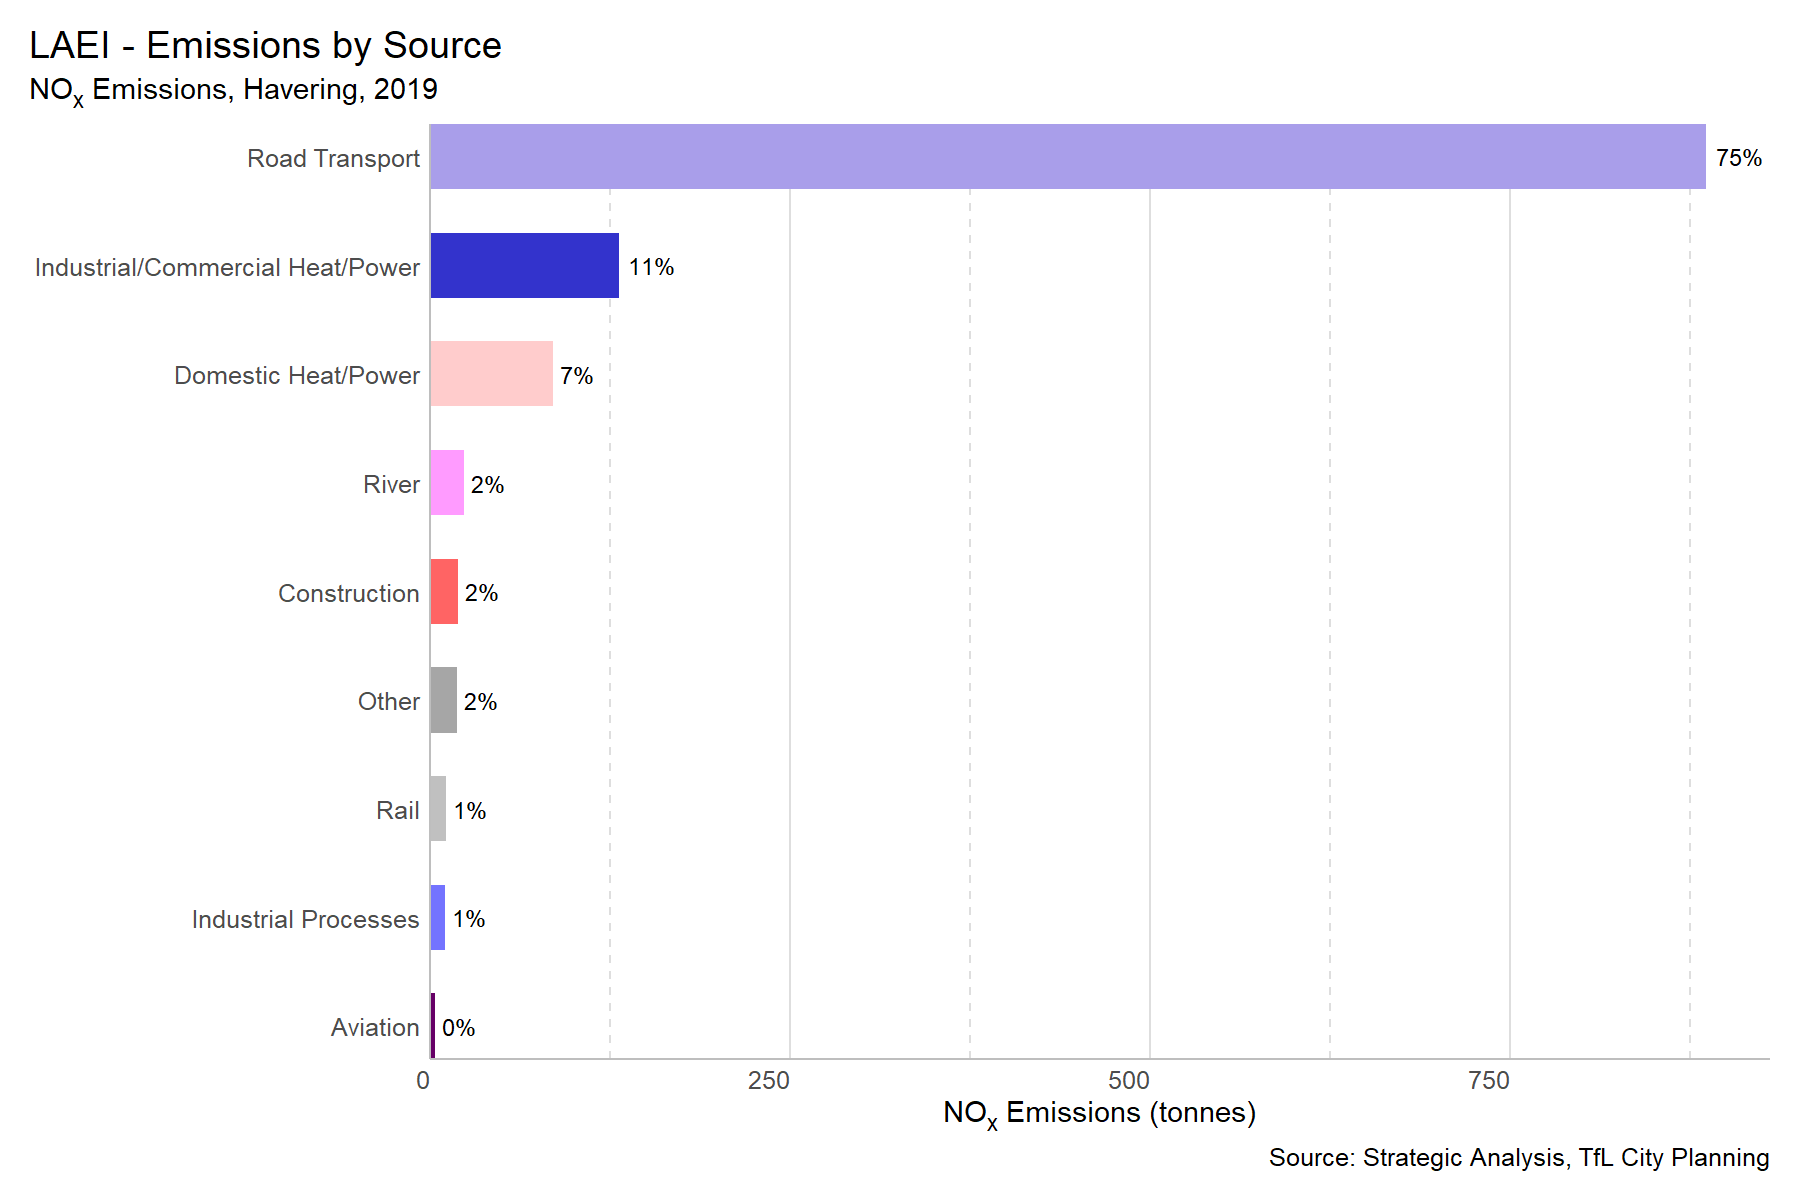 LAEI - Emissions by Source
NOx Emissions, Havering, 2019
Road Transport 75%
Industrial/Commercial Heat/Power 11%
Domestic Heat/Power 7%
River 2%
Construction 2%
Other 2%
Rail 1%
Industrial Processes 1%
Aviation 0%
0 250 500 750
NOx Emissions (tonnes)
Source: Strategic Analysis, TfL City Planning